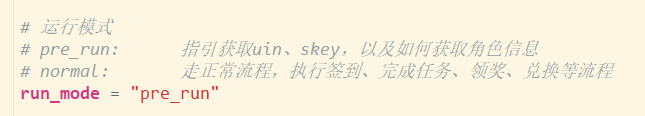 # 运行模式
# pre_run: 指引获取uin、skey，以及如何获取角色信息
# normal: 走正常流程，执行签到、完成任务、领奖、兑换等流程
run_mode = "pre_run"